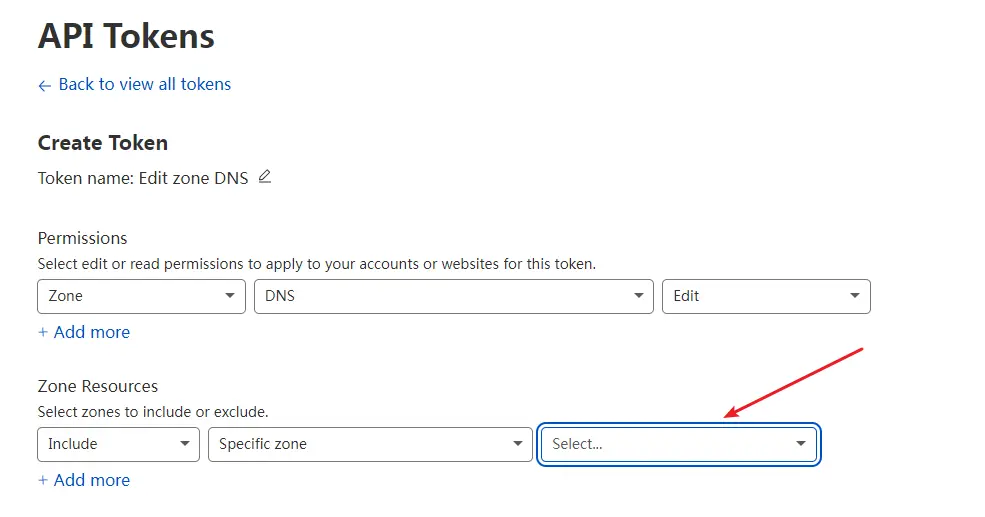 API Tokens
← Back to view all tokens
Create Token
Token name: Edit zone DNS
Permissions
Select edit or read permissions to apply to your accounts or websites for this token.
Zone DNS Edit
+ Add more
Zone Resources
Select zones to include or exclude.
Include Specific zone Select...
+ Add more